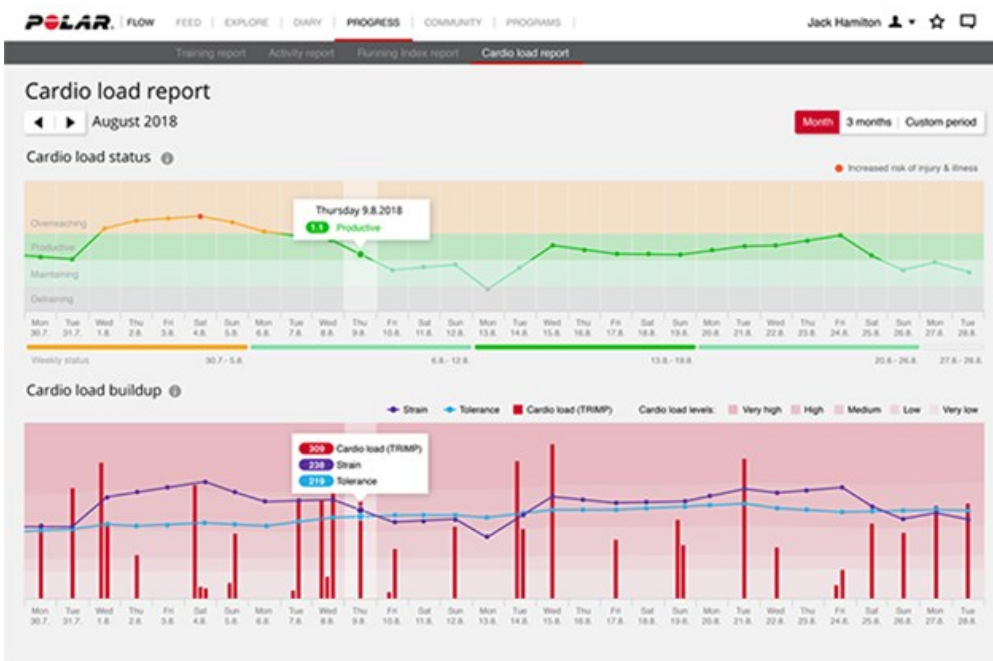 POLAR. FLOW FEED EXPLORE DIARY PROGRESS COMMUNITY PROGRAMS Jack Hamilton
Training report Activity report Running Index report Cardio load report
Cardio load report
August 2018
Month 3 months Custom period
Cardio load status
Increased risk of injury & illness
Thursday 9.8.2018
1.1 Productive
Overreaching
Productive
Maintaining
Detraining
Mon Tue Wed Thu Fri Sat Sun Mon Tue Wed Thu Fri Sat Sun Mon Tue Wed Thu Fri Sat Sun Mon Tue Wed Thu Fri Sat Sun Mon Tue
30.7. 31.7. 1.8. 2.8. 3.8. 4.8. 5.8. 6.8. 7.8. 8.8. 9.8. 10.8. 11.8. 12.8. 13.8. 14.8. 15.8. 16.8. 17.8. 18.8. 19.8. 20.8. 21.8. 22.8. 23.8. 24.8. 25.8. 26.8. 27.8. 28.8.
Weekly status 30.7.- 5.8. 6.8.- 12.8. 13.8.- 19.8. 20.6.- 26.8. 27.8.- 28.8.
Cardio load buildup
Strain Tolerance Cardio load (TRIMP) Cardio load levels: Very high High Medium Low Very low
309 Cardio load (TRIMP)
238 Strain
219 Tolerance
Mon Tue Wed Thu Fri Sat Sun Mon Tue Wed Thu Fri Sat Sun Mon Tue Wed Thu Fri Sat Sun Mon Tue Wed Thu Fri Sat Sun Mon Tue
30.7. 31.7. 1.8. 2.8. 3.8. 4.8. 5.8. 6.8. 7.8. 8.8. 9.8. 10.8. 11.8. 12.8. 13.8. 14.8. 15.8. 16.8. 17.8. 18.8. 19.8. 20.8. 21.8. 22.8. 23.8. 24.8. 25.8. 26.8. 27.8. 28.8.